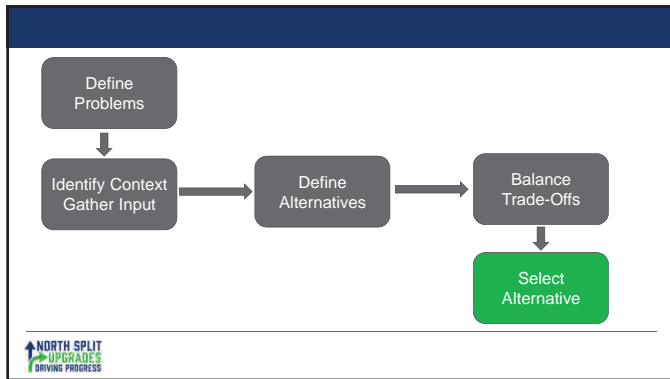 Define
Problems
Identify Context
Gather Input
Define
Alternatives
Balance
Trade-Offs
Select
Alternative
NORTH SPLIT
UPGRADES
DRIVING PROGRESS